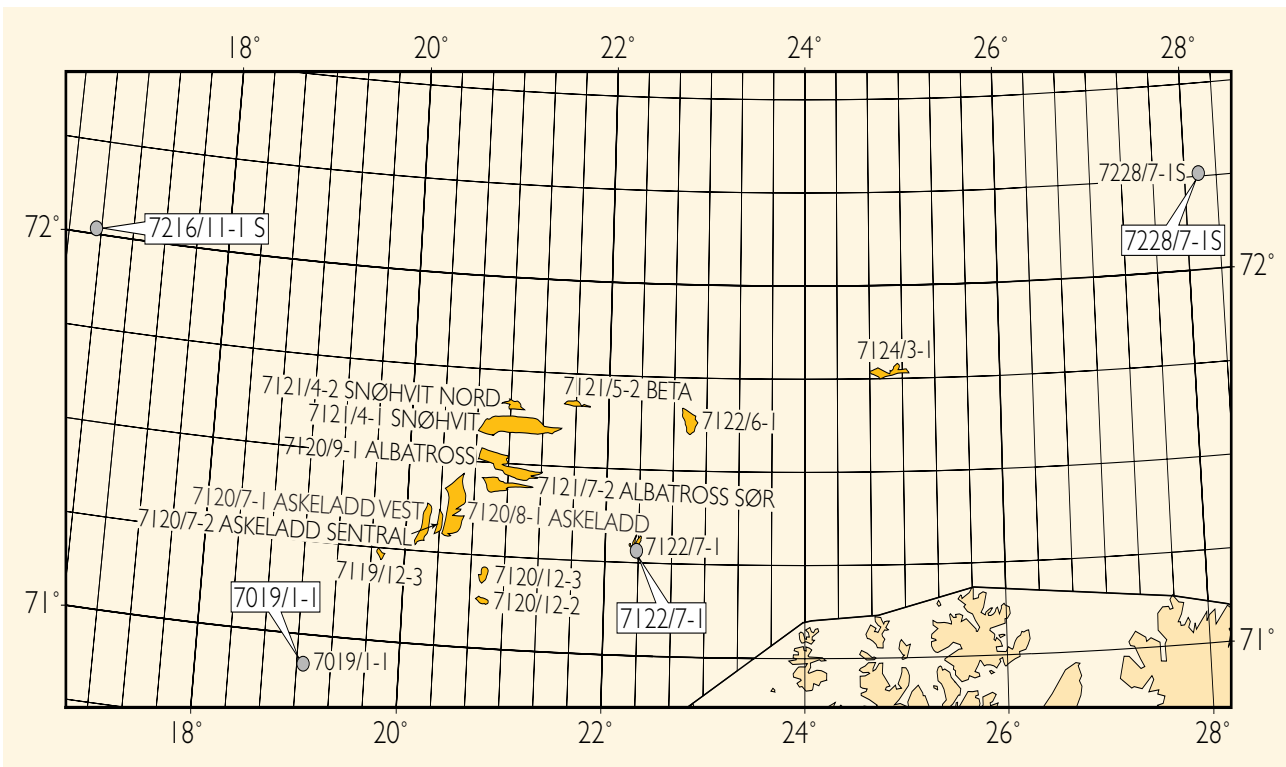 18° 20° 22° 24° 26° 28°
7228/7-1S
72° 7216/11-1 S
7228/7-1S
72°
7124/3-1
7121/4-2 SNØHVIT NORD 7121/5-2 BETA
7121/4-1 SNØHVIT 7122/6-1
7120/9-1 ALBATROSS
7121/7-2 ALBATROSS SØR
7120/7-1 ASKELADD VEST
7120/8-1 ASKELADD
7120/7-2 ASKELADD SENTRAL
7122/7-1
7119/12-3 7120/12-3
7019/1-1 7120/12-2
71° 7122/7-1
71°
7019/1-1
18° 20° 22° 24° 26° 28°